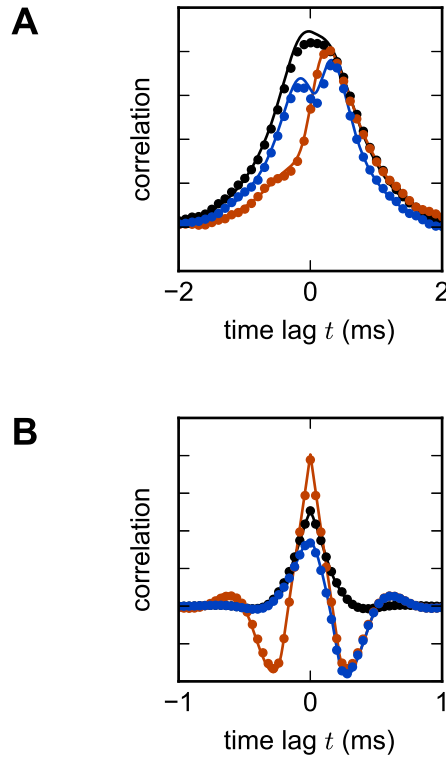 A
correlation
−2 0 2
time lag t (ms)
B
correlation
−1 0 1
time lag t (ms)